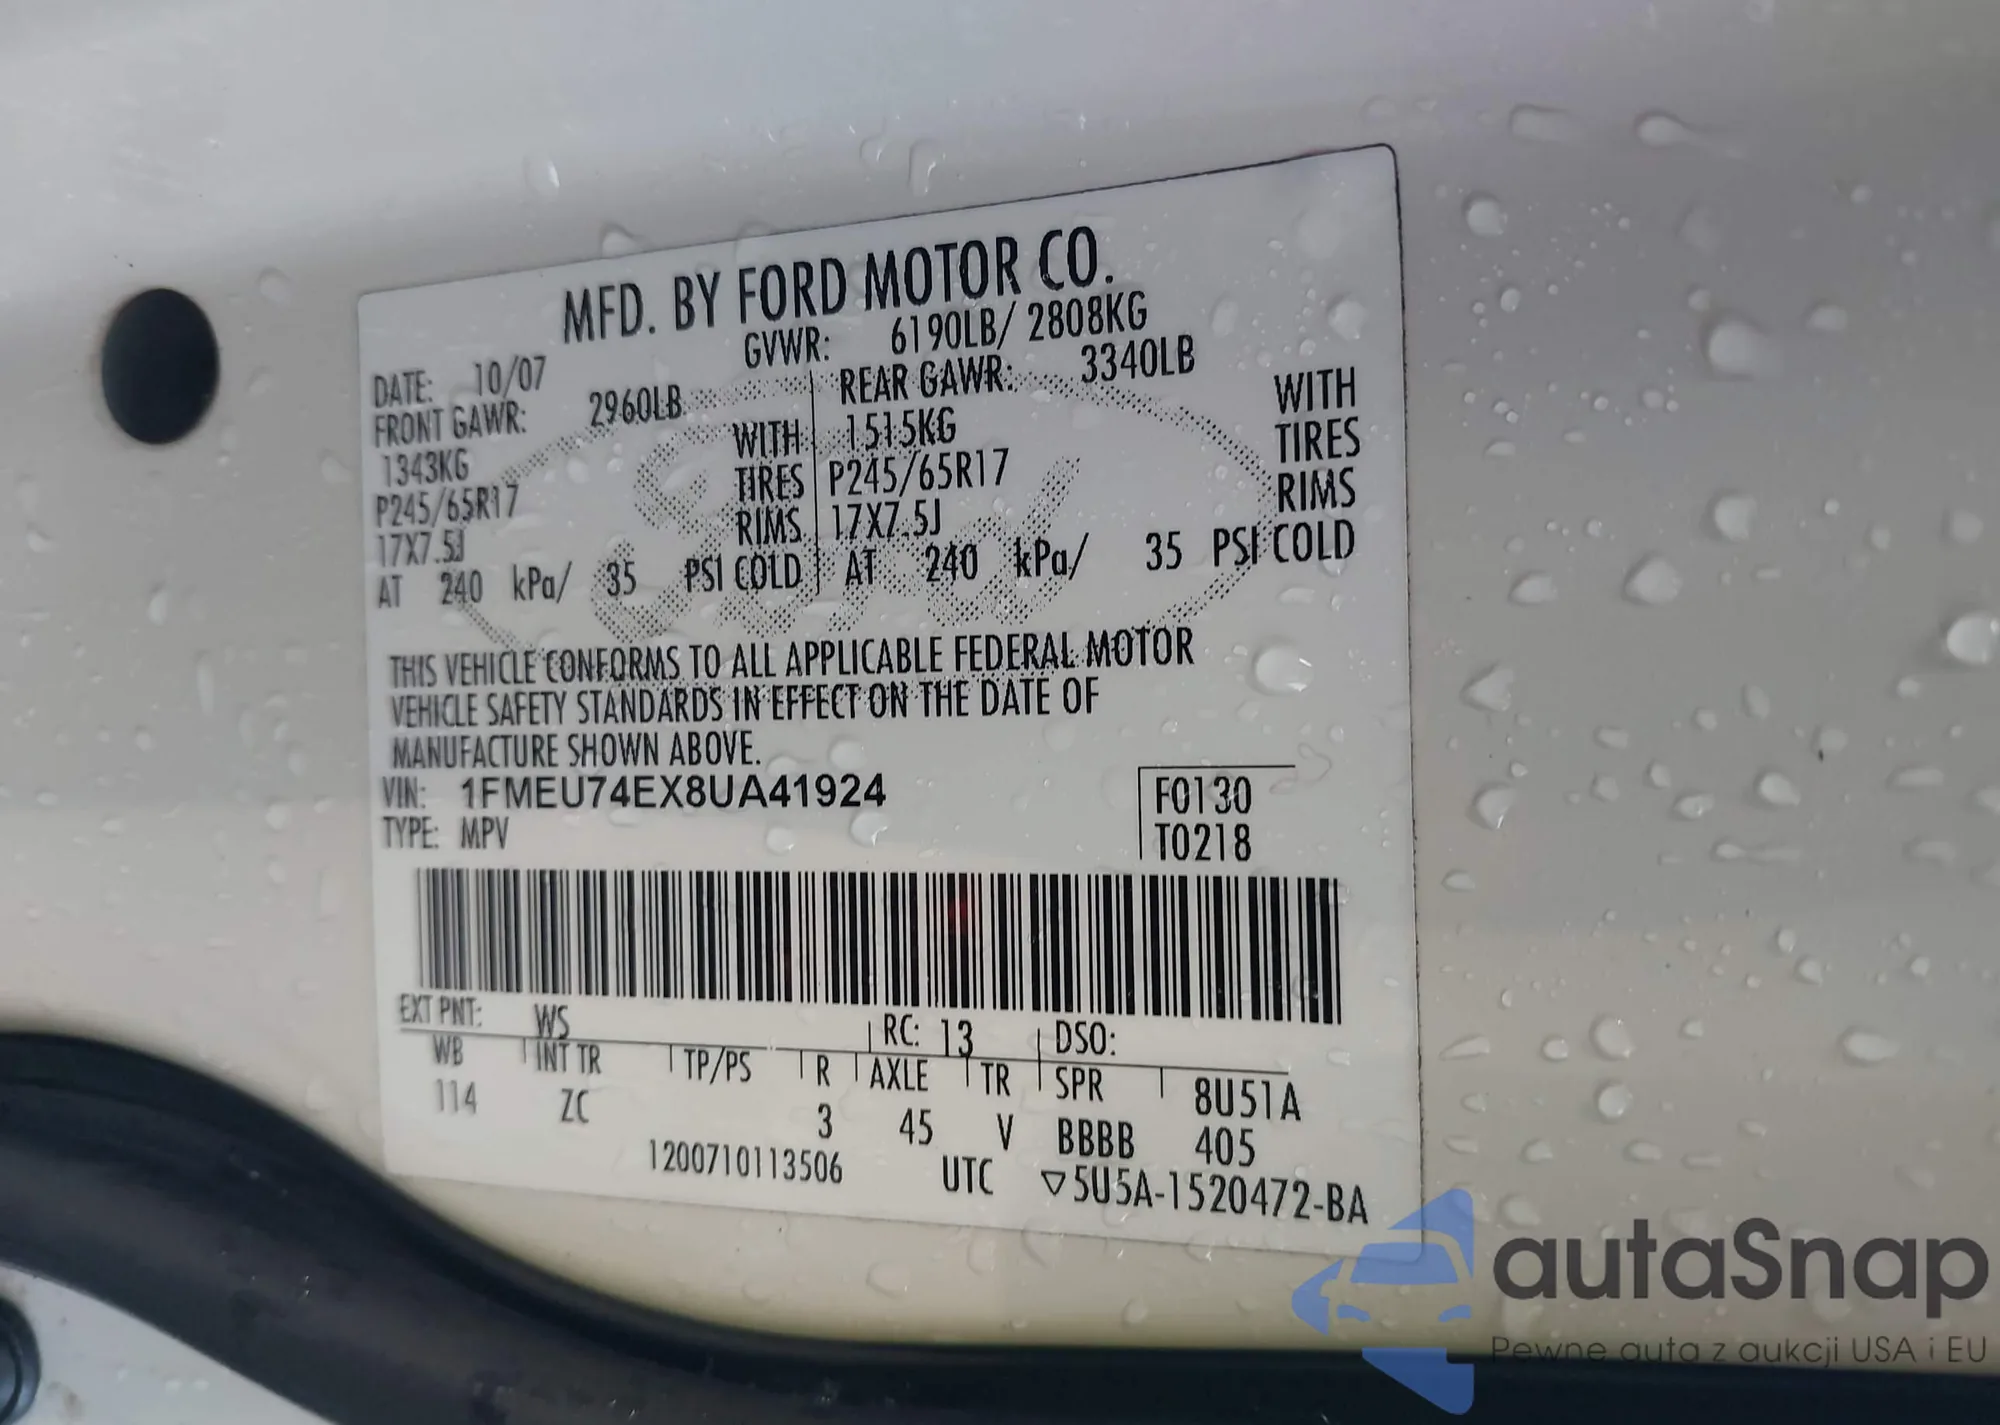 MFD. BY FORD MOTOR CO.
DATE: 10/07 GVWR: 6190LB/ 2808KG
FRONT GAWR: 2960LB REAR GAWR: 3340LB
1343KG WITH 1515KG WITH
P245/65R17 TIRES P245/65R17 TIRES
17X7.5J RIMS 17X7.5J RIMS
AT 240 kPa/ 35 PSI COLD AT 240 kPa/ 35 PSI COLD
Ford
THIS VEHICLE CONFORMS TO ALL APPLICABLE FEDERAL MOTOR
VEHICLE SAFETY STANDARDS IN EFFECT ON THE DATE OF
MANUFACTURE SHOWN ABOVE.
VIN: 1FMEU74EX8UA41924 F0130
TYPE: MPV T0218
EXT PNT: WS RC: 13 DSO:
WB INT TR TP/PS R AXLE TR SPR 8U51A
114 ZC 3 45 V BBBB 405
1200710113506 UTC ▽5U5A-1520472-BA
autaSnap
Pewne auta z aukcji USA i EU